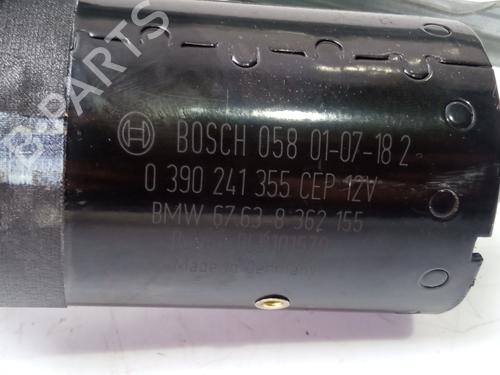 B-PARTS
BOSCH 058 01-07-18 2
0 390 241 355 CEP 12V
BMW 67.63-8 362 155
Made in Germany